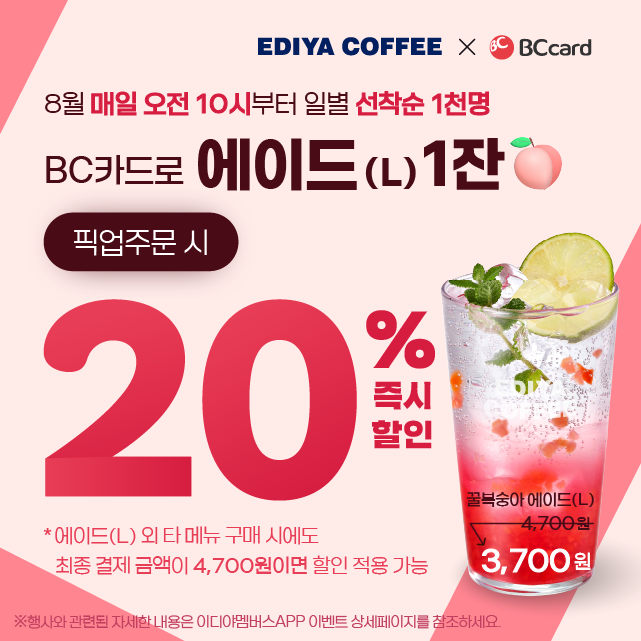 EDIYA COFFEE × BC BCcard
8월 매일 오전 10시부터 일별 선착순 1천명
BC카드로 에이드(L) 1잔
픽업주문 시
20%
즉시
할인
EDIYA
COFFEE
꿀복숭아 에이드(L)
4,700원
3,700원
* 에이드(L) 외 타 메뉴 구매 시에도
최종 결제 금액이 4,700원이면 할인 적용 가능
※행사와 관련된 자세한 내용은 이디야멤버스APP 이벤트 상세페이지를 참조하세요.